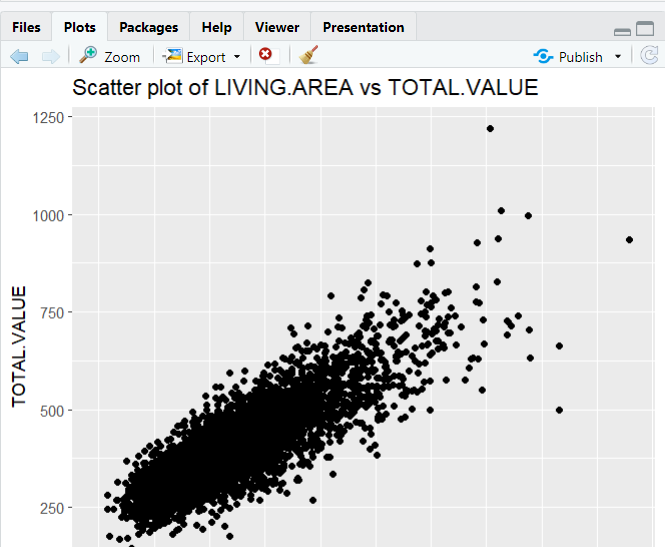 Files Plots Packages Help Viewer Presentation
Zoom Export Publish
Scatter plot of LIVING.AREA vs TOTAL.VALUE
1250
1000
750
500
250
TOTAL.VALUE